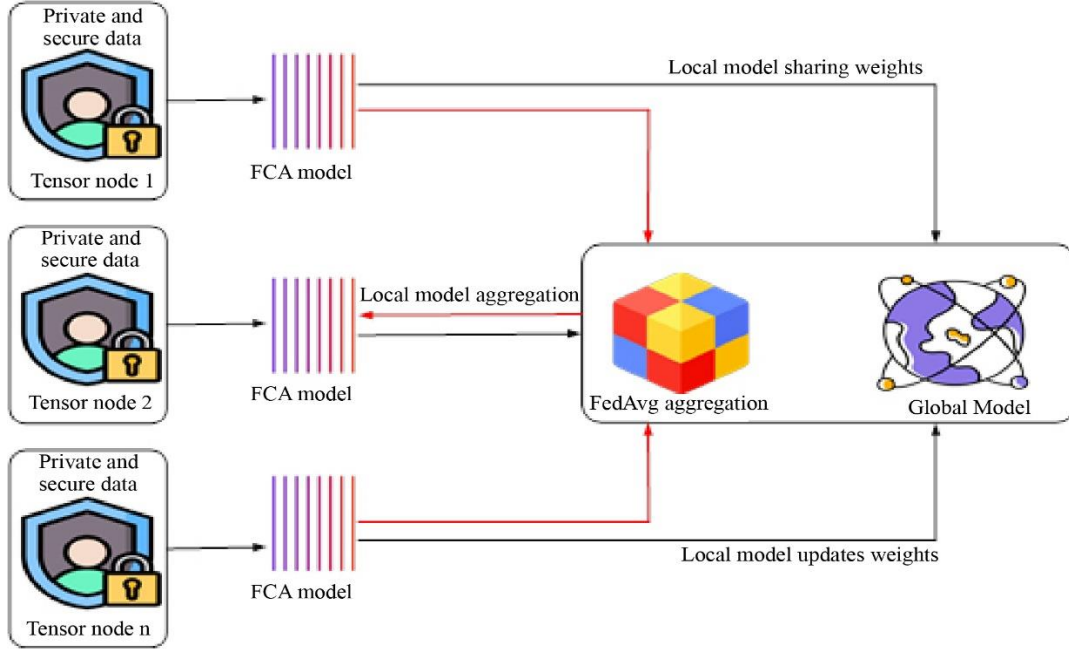 Private and
secure data
Tensor node 1
FCA model
Local model sharing weights
Private and
secure data
Tensor node 2
FCA model
Local model aggregation
FedAvg aggregation
Global Model
Private and
secure data
Tensor node n
FCA model
Local model updates weights